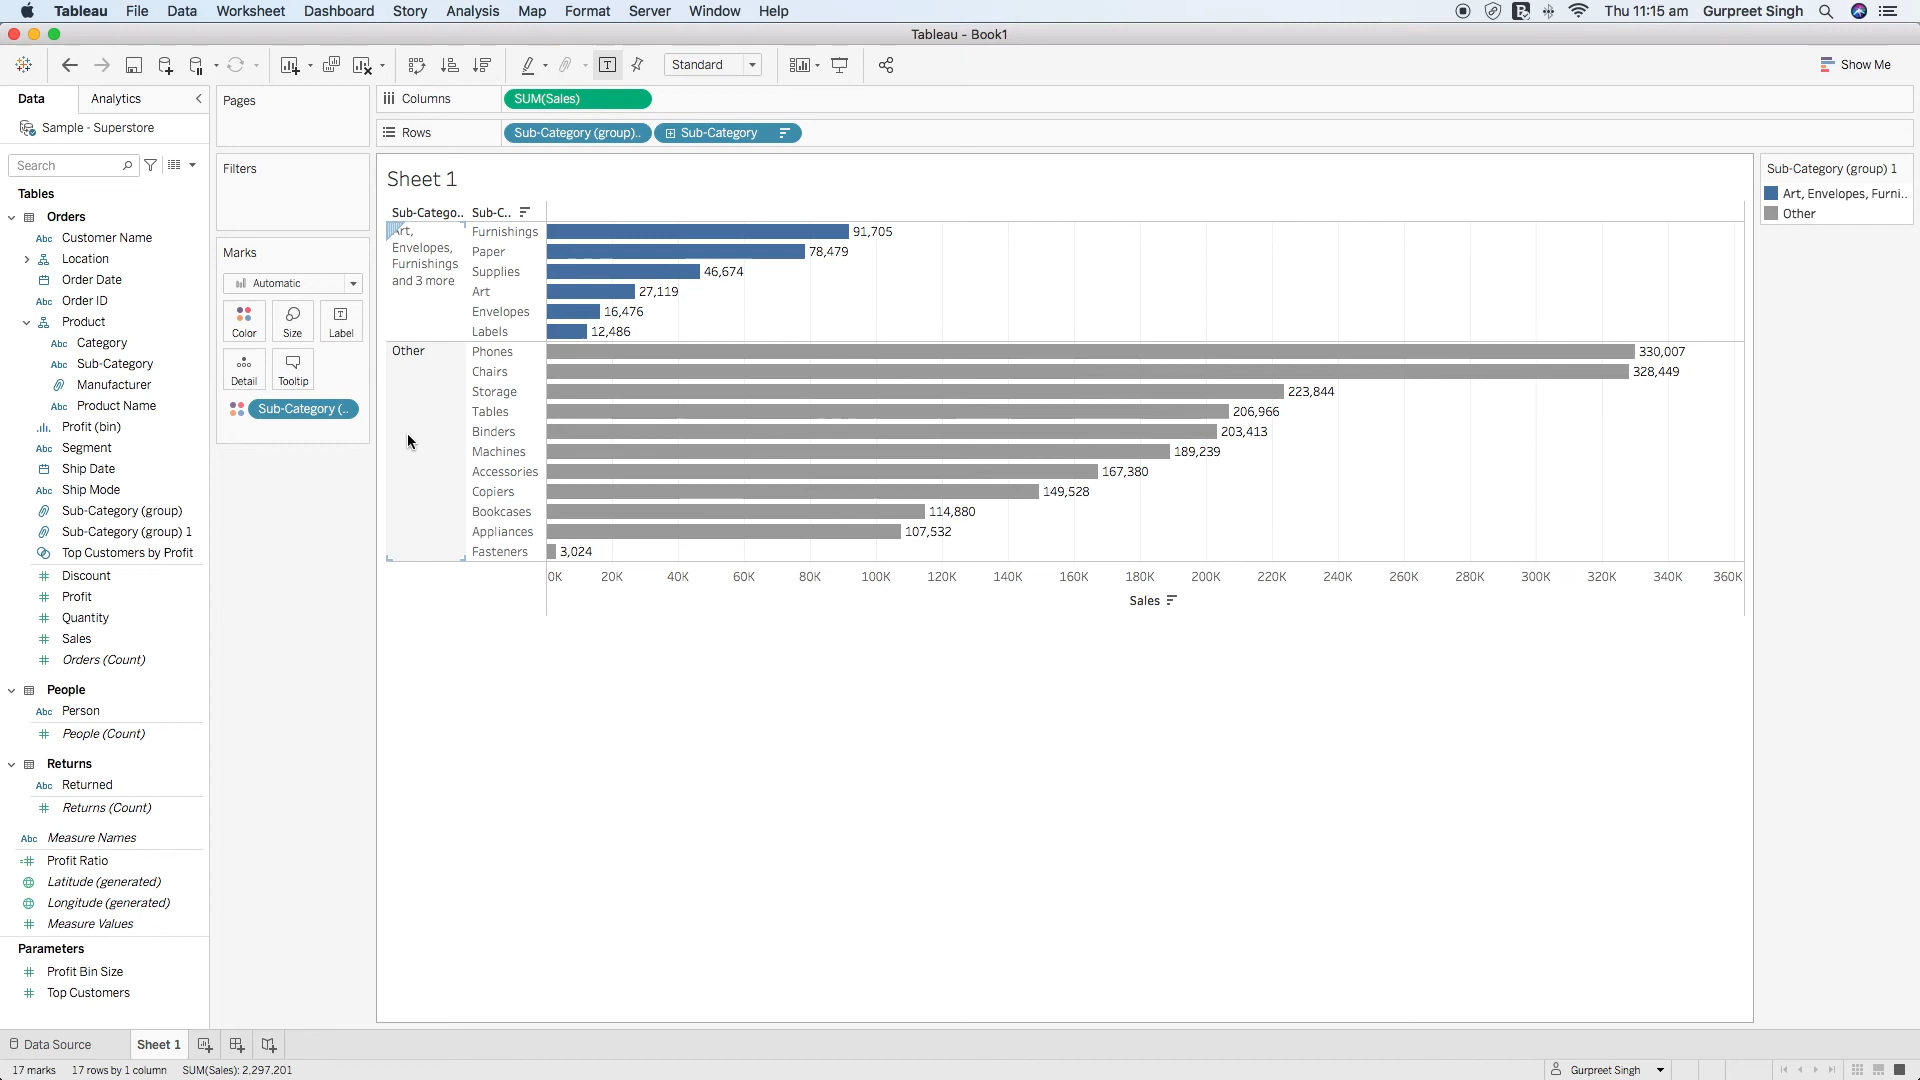 Tableau File Data Worksheet Dashboard Story Analysis Map Format Server Window Help
Thu 11:15 am Gurpreet Singh
Tableau - Book1
Standard
Show Me
Data Analytics
Sample - Superstore
Search
Tables
Orders
Abc Customer Name
Location
Order Date
Abc Order ID
Product
Abc Category
Abc Sub-Category
Manufacturer
Abc Product Name
Profit (bin)
Abc Segment
Ship Date
Abc Ship Mode
Sub-Category (group)
Sub-Category (group) 1
Top Customers by Profit
# Discount
# Profit
# Quantity
# Sales
# Orders (Count)
People
Abc Person
# People (Count)
Returns
Abc Returned
# Returns (Count)
Abc Measure Names
=# Profit Ratio
Latitude (generated)
Longitude (generated)
# Measure Values
Parameters
# Profit Bin Size
# Top Customers
Pages
Filters
Marks
Automatic
Color Size Label
Detail Tooltip
Sub-Category (..
Columns SUM(Sales)
Rows Sub-Category (group).. Sub-Category
Sheet 1
Sub-Catego.. Sub-C..
Art,
Envelopes,
Furnishings
and 3 more
Furnishings 91,705
Paper 78,479
Supplies 46,674
Art 27,119
Envelopes 16,476
Labels 12,486
Other
Phones 330,007
Chairs 328,449
Storage 223,844
Tables 206,966
Binders 203,413
Machines 189,239
Accessories 167,380
Copiers 149,528
Bookcases 114,880
Appliances 107,532
Fasteners 3,024
0K 20K 40K 60K 80K 100K 120K 140K 160K 180K 200K 220K 240K 260K 280K 300K 320K 340K 360K
Sales
Sub-Category (group) 1
Art, Envelopes, Furni..
Other
Data Source Sheet 1
17 marks 17 rows by 1 column SUM(Sales): 2,297,201
Gurpreet Singh